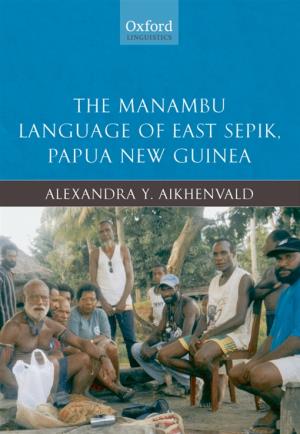 Oxford
LINGUISTICS
THE MANAMBU
LANGUAGE OF EAST SEPIK,
PAPUA NEW GUINEA
ALEXANDRA Y. AIKHENVALD